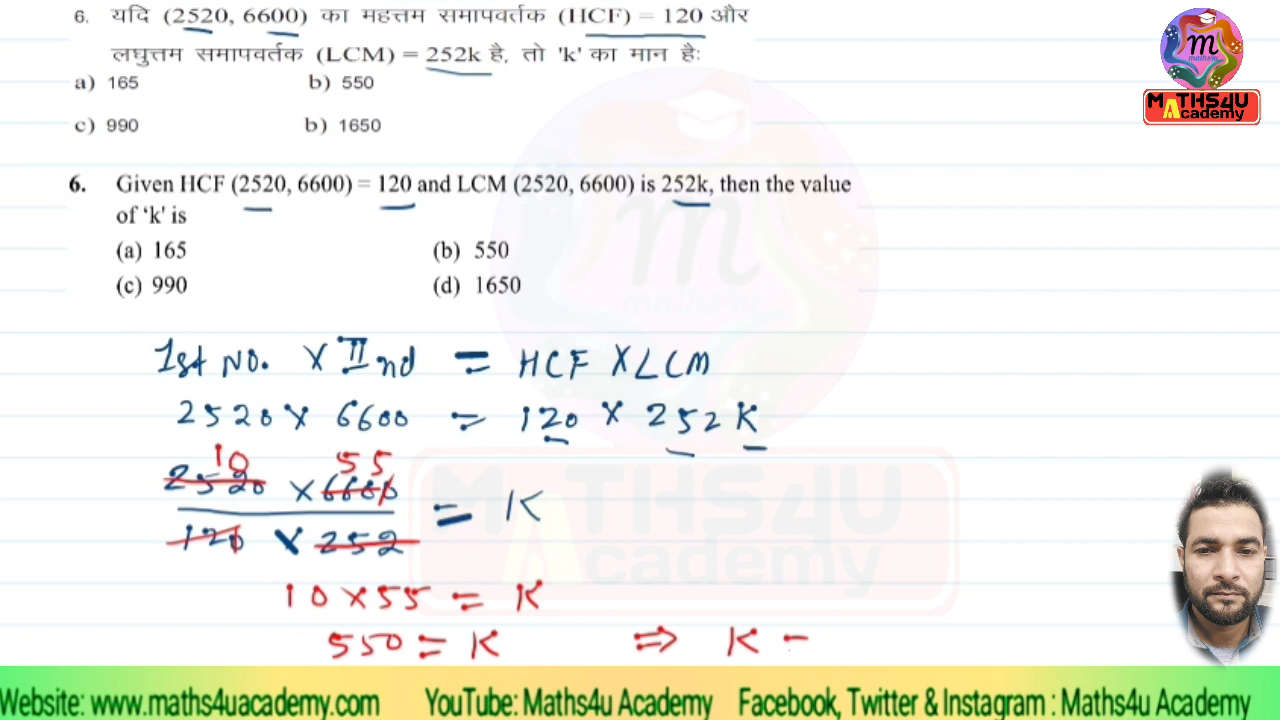 6. यदि (2520, 6600) का महत्तम समापवर्तक (HCF) = 120 और
लघुत्तम समापवर्तक (LCM) = 252k है, तो 'k' का मान हैः
a) 165 b) 550
c) 990 b) 1650
m
maths4u
MATHS4U
Academy
6. Given HCF (2520, 6600) = 120 and LCM (2520, 6600) is 252k, then the value
of ‘k' is
(a) 165 (b) 550
(c) 990 (d) 1650
1st NO. X IInd = HCF X LCM
2520 X 6600 = 120 X 252 K
10 55
2520 X 6600
120 X 252
= K
10 X 55 = K
550 = K ⇒ K -
Website: www.maths4uacademy.com YouTube: Maths4u Academy Facebook, Twitter & Instagram : Maths4u Academy